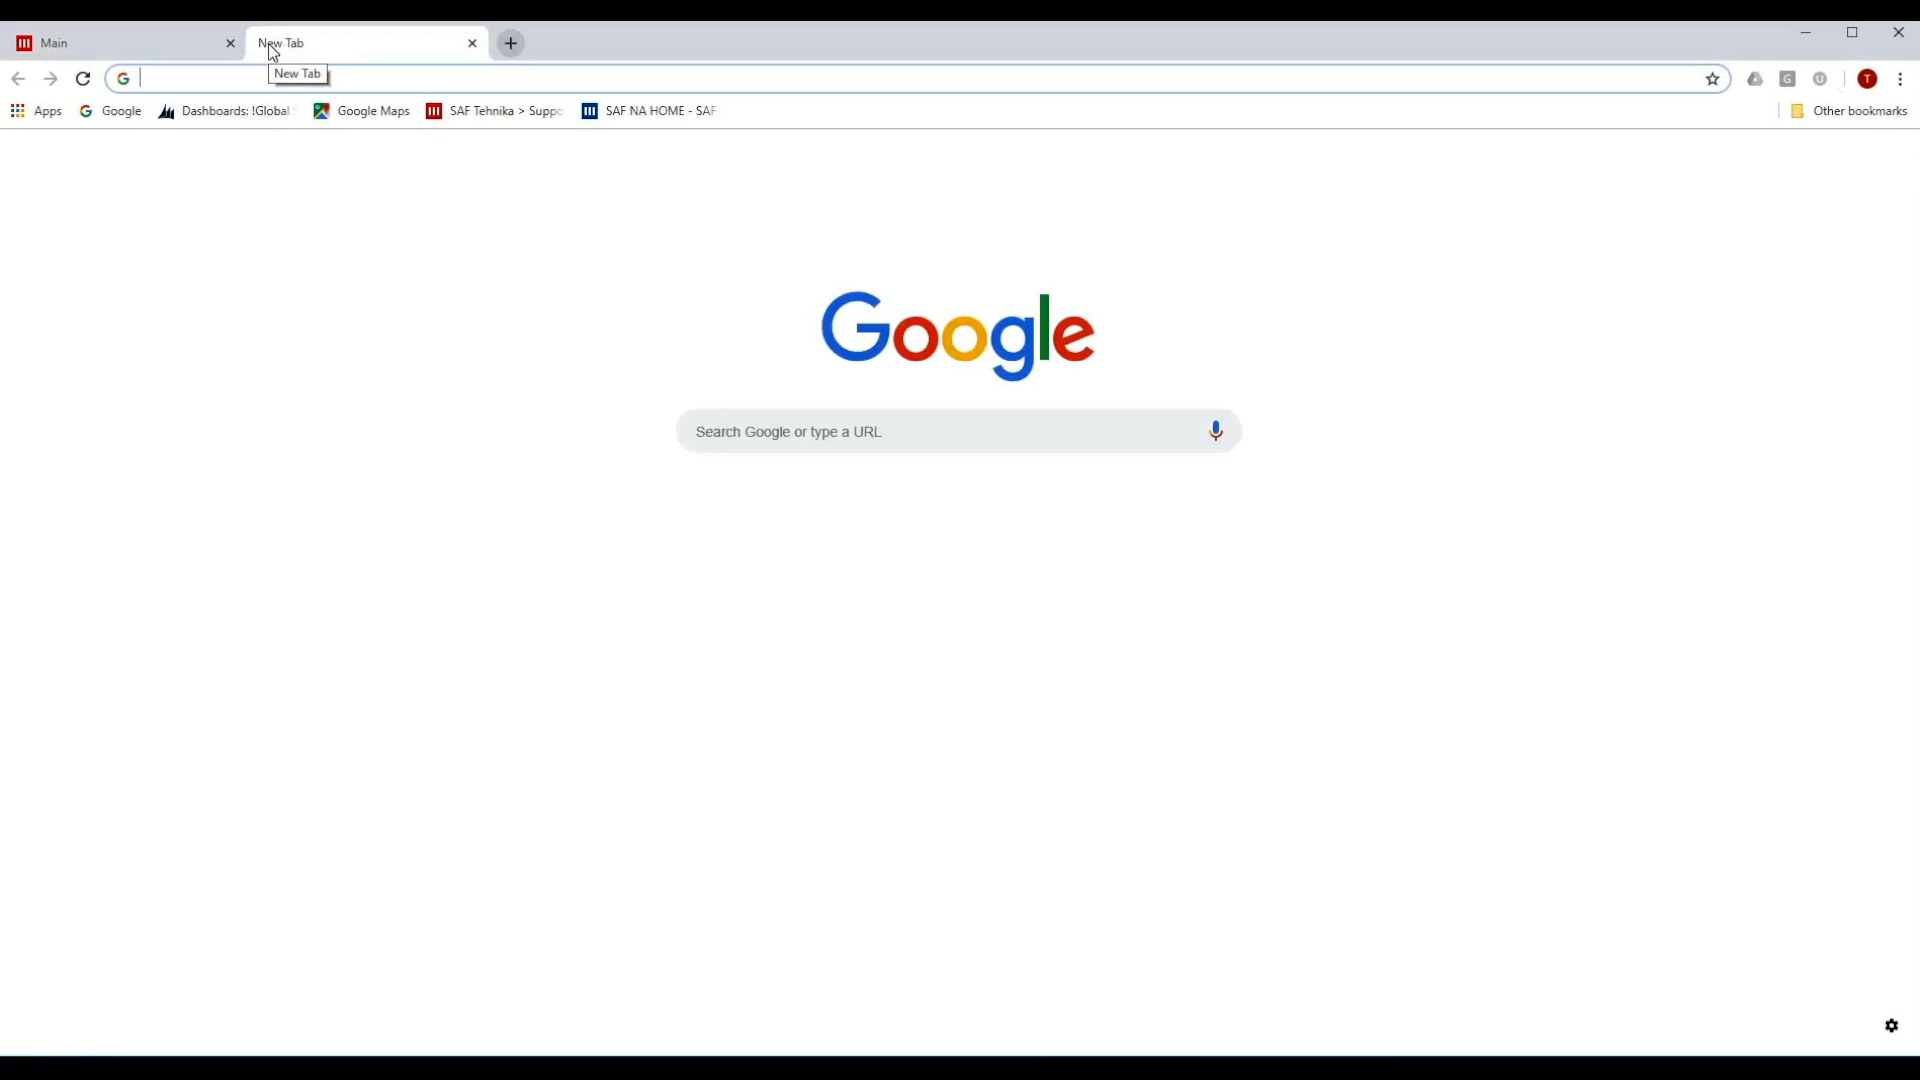 Main
New Tab
New Tab
Apps Google Dashboards: !Global Google Maps SAF Tehnika > Suppo SAF NA HOME - SAF Other bookmarks
Google
Search Google or type a URL